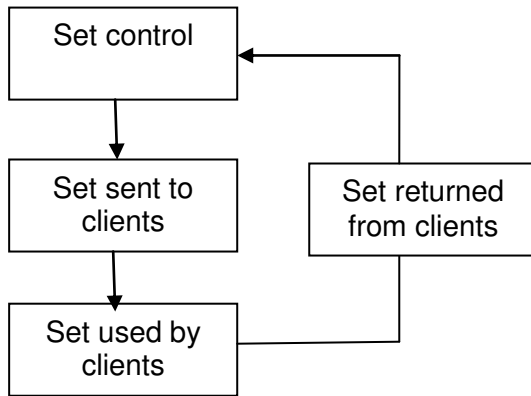 Set control
Set sent to
clients
Set returned
from clients
Set used by
clients